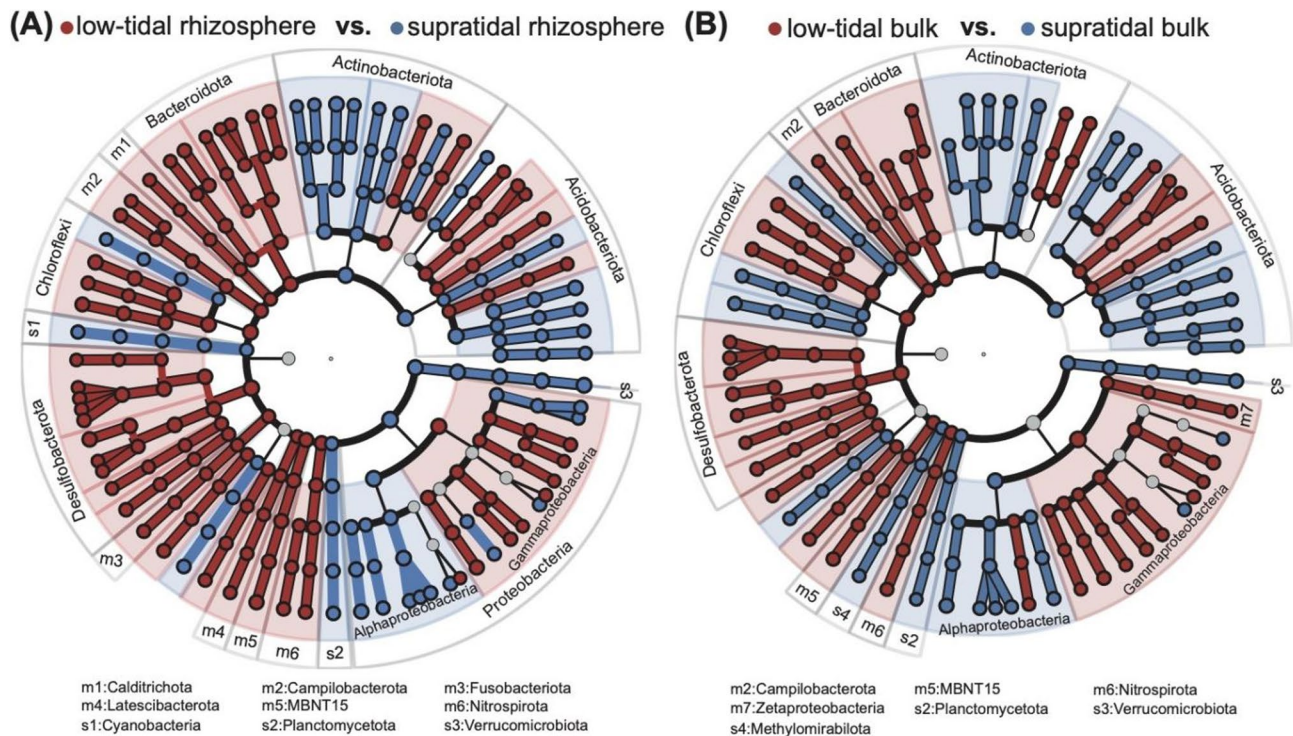 (A) low-tidal rhizosphere vs. supratidal rhizosphere
Actinobacteriota
Bacteroidota
m1
m2
Chloroflexi
s1
Desulfobacterota
m3
m4
m5
m6
s2
Alphaproteobacteria
Gammaproteobacteria
Proteobacteria
s3
Acidobacteriota
m1:Calditrichota
m2:Campilobacterota
m3:Fusobacteriota
m4:Latescibacterota
m5:MBNT15
m6:Nitrospirota
s1:Cyanobacteria
s2:Planctomycetota
s3:Verrucomicrobiota
(B) low-tidal bulk vs. supratidal bulk
Actinobacteriota
Bacteroidota
m2
Chloroflexi
Desulfobacterota
m5
s4
m6
s2
Alphaproteobacteria
Gammaproteobacteria
m7
s3
Acidobacteriota
m2:Campilobacterota
m5:MBNT15
m6:Nitrospirota
m7:Zetaproteobacteria
s2:Planctomycetota
s3:Verrucomicrobiota
s4:Methylomirabilota